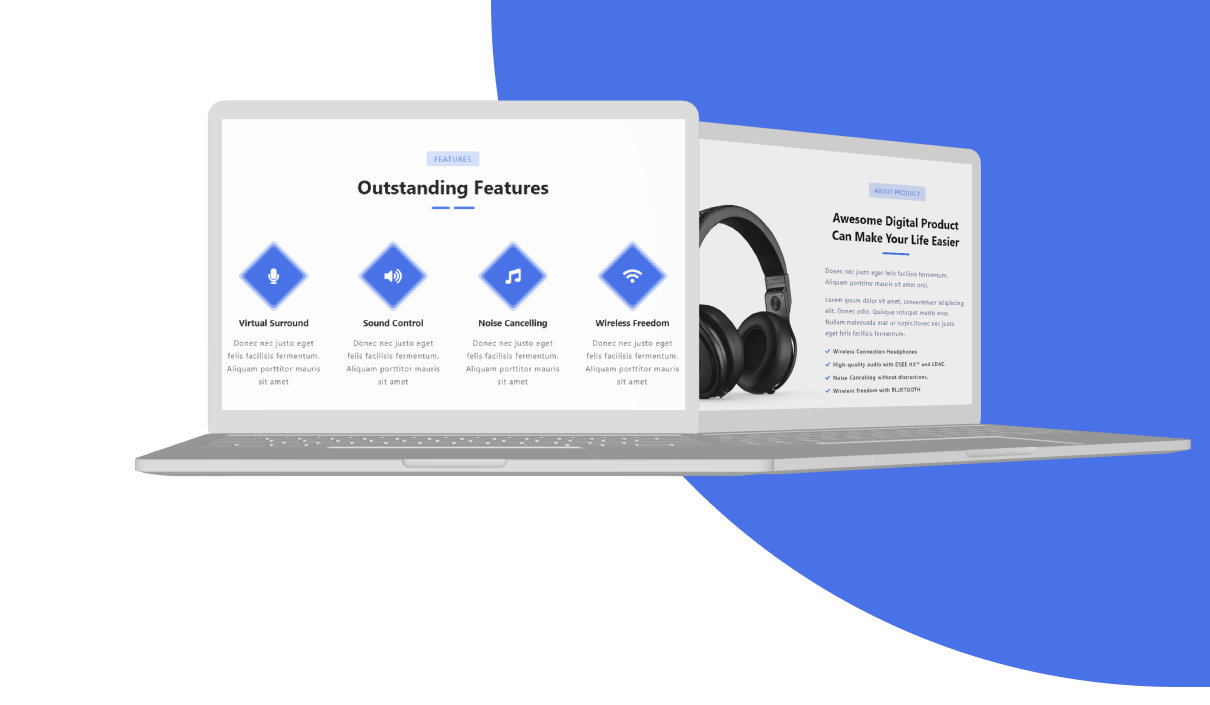 FEATURES
Outstanding Features
Virtual Surround
Donec nec justo eget
felis facilisis fermentum.
Aliquam porttitor mauris
sit amet
Sound Control
Donec nec justo eget
felis facilisis fermentum.
Aliquam porttitor mauris
sit amet
Noise Cancelling
Donec nec justo eget
felis facilisis fermentum.
Aliquam porttitor mauris
sit amet
Wireless Freedom
Donec nec justo eget
felis facilisis fermentum.
Aliquam porttitor mauris
sit amet
ABOUT PRODUCT
Awesome Digital Product
Can Make Your Life Easier
Donec nec justo eget felis facilisis fermentum.
Aliquam porttitor mauris sit amet orci.
Lorem ipsum dolor sit amet, consectetuer adipiscing
elit. Donec odio. Quisque volutpat mattis eros.
Nullam malesuada erat ut turpis.Donec nec justo
eget felis facilisis fermentum.
Wireless Connection Headphones
High-quality audio with DSEE HX™ and LDAC.
Noise Cancelling without distractions.
Wireless freedom with BLUETOOTH